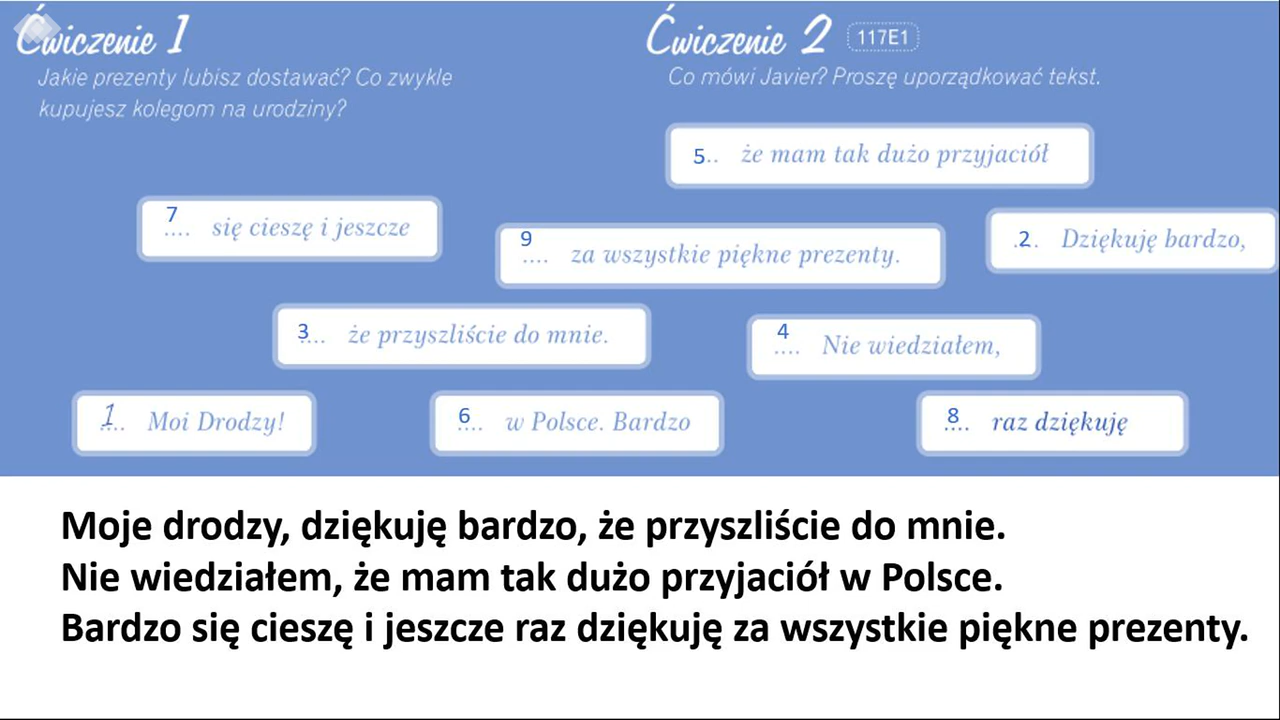 Ćwiczenie 1
Jakie prezenty lubisz dostawać? Co zwykle
kupujesz kolegom na urodziny?
Ćwiczenie 2 117E1
Co mówi Javier? Proszę uporządkować tekst.
5.. że mam tak dużo przyjaciół
7 .... się cieszę i jeszcze
9 .... za wszystkie piękne prezenty.
.2. Dziękuję bardzo,
3... że przyszliście do mnie.
4 .... Nie wiedziałem,
1 .... Moi Drodzy!
6 .... w Polsce. Bardzo
8 .... raz dziękuję
Moje drodzy, dziękuję bardzo, że przyszliście do mnie.
Nie wiedziałem, że mam tak dużo przyjaciół w Polsce.
Bardzo się cieszę i jeszcze raz dziękuję za wszystkie piękne prezenty.